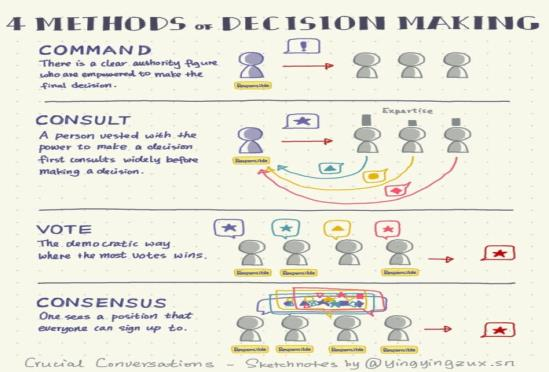 4 METHODS OF DECISION MAKING
COMMAND
There is a clear authority figure
who are empowered to make the
final decision.
!
Responsible
CONSULT
A person vested with the
power to make a decision
first consults widely before
making a decision.
Expertise
Responsible
VOTE
The democratic way
where the most votes wins.
Responsible
Responsible
Responsible
Responsible
CONSENSUS
One sees a position that
everyone can sign up to.
Responsible
Responsible
Responsible
Responsible
Crucial Conversations - Sketchnotes by @yingyingzux.sn